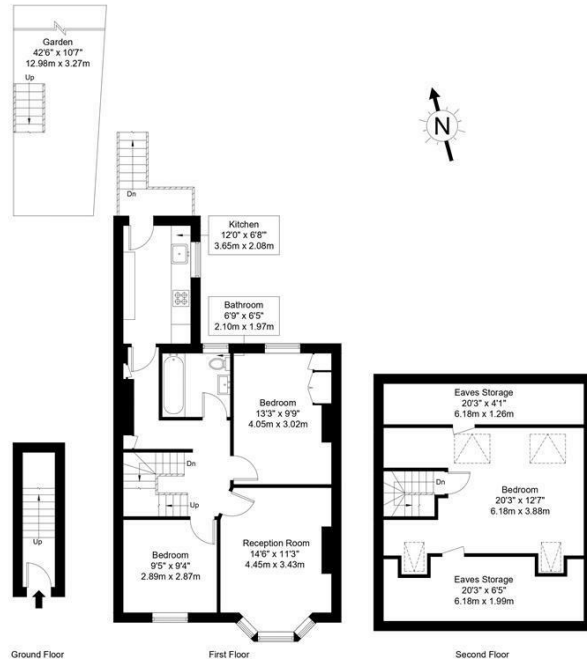 Garden
42'6" x 10'7"
12.98m x 3.27m
Up
N
Dn
Kitchen
12'0" x 6'8"
3.65m x 2.08m
Bathroom
6'9" x 6'5"
2.10m x 1.97m
Bedroom
13'3" x 9'9"
4.05m x 3.02m
Dn
Up
Bedroom
9'5" x 9'4"
2.89m x 2.87m
Reception Room
14'6" x 11'3"
4.45m x 3.43m
Up
Eaves Storage
20'3" x 4'1"
6.18m x 1.26m
Dn
Bedroom
20'3" x 12'7"
6.18m x 3.88m
Eaves Storage
20'3" x 6'5"
6.18m x 1.99m
Ground Floor
First Floor
Second Floor